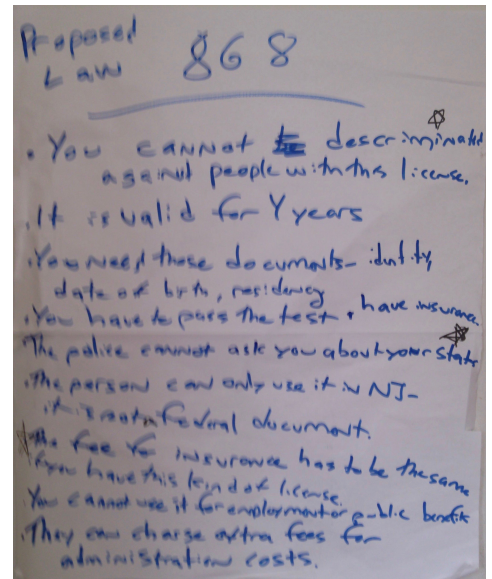 Proposed
Law
868
• You cannot descriminated
against people with this license.
• It is valid for Y years
• You need these documents - idntity,
date of birth, residency
• You have to pass the test + have insurance
The police cannot ask you about your status
• The person can only use it in NJ -
it is not a federal document.
The fee for insurance has to be the same
if you have this kind of license.
• You cannot use it for employment or public benefits
• They can charge extra fees for
administration costs.